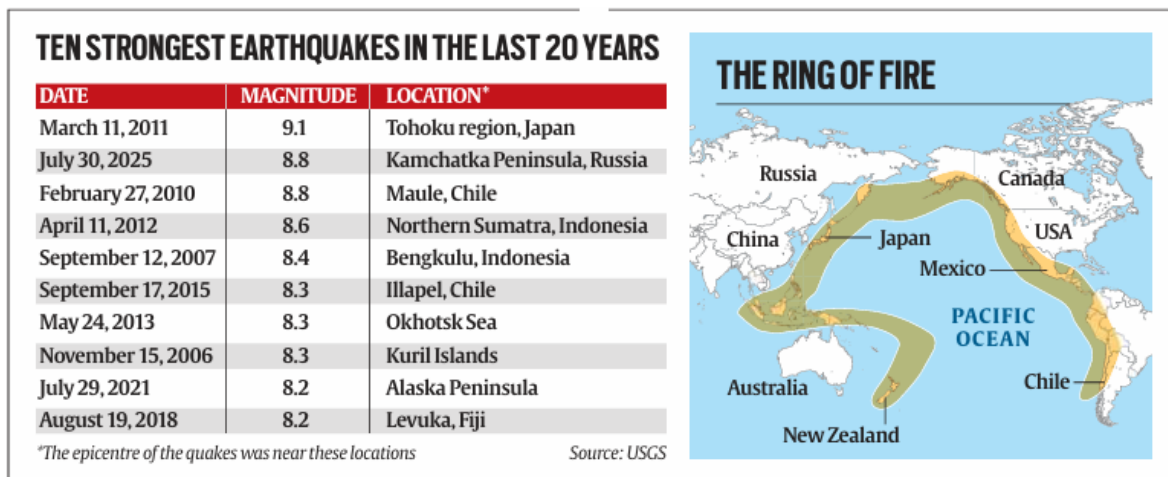 TEN STRONGEST EARTHQUAKES IN THE LAST 20 YEARS
DATE MAGNITUDE LOCATION*
March 11, 2011 9.1 Tohoku region, Japan
July 30, 2025 8.8 Kamchatka Peninsula, Russia
February 27, 2010 8.8 Maule, Chile
April 11, 2012 8.6 Northern Sumatra, Indonesia
September 12, 2007 8.4 Bengkulu, Indonesia
September 17, 2015 8.3 Illapel, Chile
May 24, 2013 8.3 Okhotsk Sea
November 15, 2006 8.3 Kuril Islands
July 29, 2021 8.2 Alaska Peninsula
August 19, 2018 8.2 Levuka, Fiji
*The epicentre of the quakes was near these locations Source: USGS
THE RING OF FIRE
Russia
Canada
China
Japan
USA
Mexico
PACIFIC
OCEAN
Australia
Chile
New Zealand